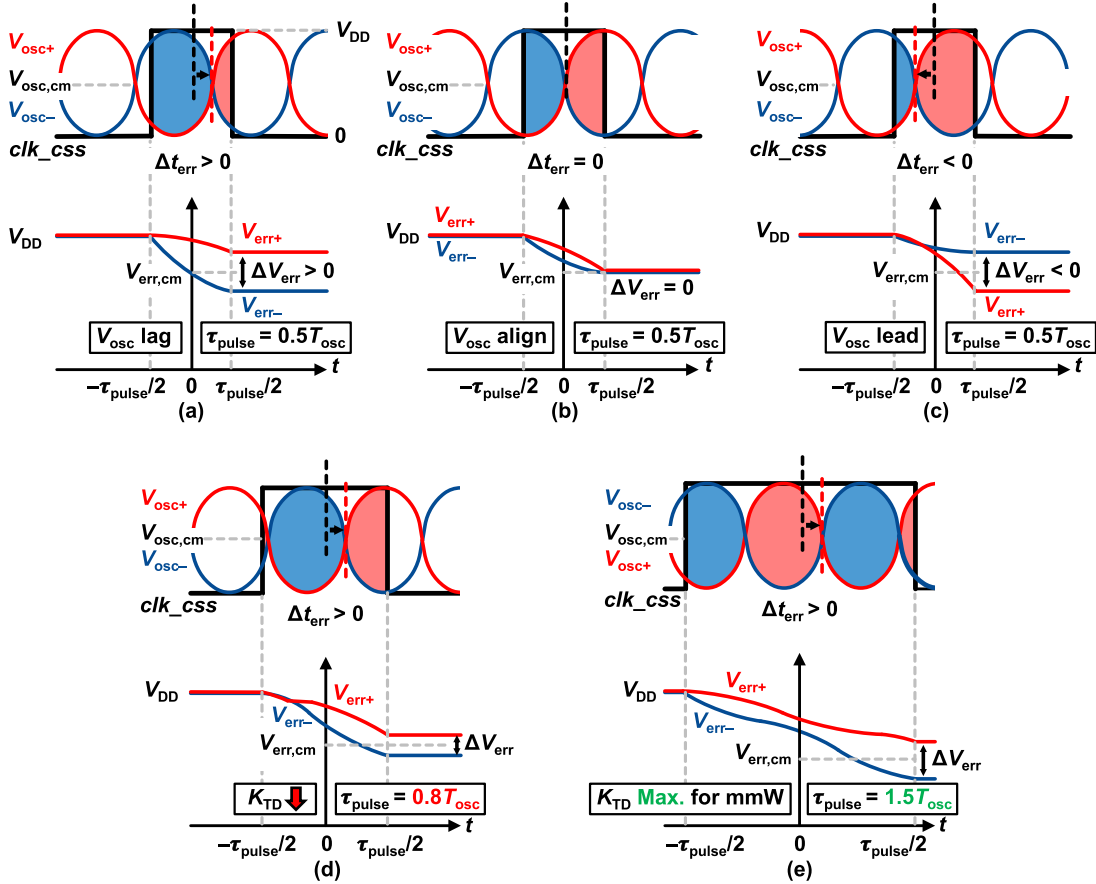 Vosc+
Vosc,cm
Vosc−
clk_css
VDD
0
Δterr > 0
VDD
Verr,cm
Verr+
ΔVerr > 0
Verr−
Vosc lag
τpulse = 0.5Tosc
t
−τpulse/2 0 τpulse/2
(a)
Vosc+
Vosc,cm
Vosc−
clk_css
Δterr = 0
Verr+
VDD
Verr−
Verr,cm
ΔVerr = 0
Vosc align
τpulse = 0.5Tosc
t
−τpulse/2 0 τpulse/2
(b)
Vosc+
Vosc,cm
Vosc−
clk_css
Δterr < 0
VDD
Verr,cm
Verr−
ΔVerr < 0
Verr+
Vosc lead
τpulse = 0.5Tosc
t
−τpulse/2 0 τpulse/2
(c)
Vosc+
Vosc,cm
Vosc−
clk_css
Δterr > 0
VDD
Verr+
Verr−
Verr,cm
ΔVerr
KTD
τpulse = 0.8Tosc
t
−τpulse/2 0 τpulse/2
(d)
Vosc−
Vosc,cm
Vosc+
clk_css
Δterr > 0
VDD
Verr+
Verr−
Verr,cm
ΔVerr
KTD Max. for mmW
τpulse = 1.5Tosc
t
−τpulse/2 0 τpulse/2
(e)